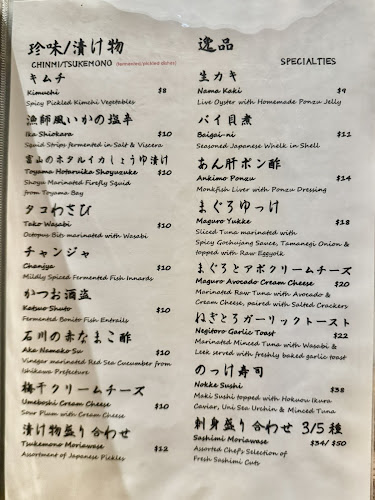 珍味/漬け物
CHINMI/TSUKEMONO (fermented/pickled dishes)
キムチ
Kimuchi $8
Spicy Pickled Kimchi Vegetables
漁師風いかの塩辛
Ika Shiokara $10
Squid Strips fermented in Salt & Viscera
富山のホタルイカしょうゆ漬け
Toyama Hotaruika Shoyuzuke $10
Shoyu Marinated Firefly Squid
from Toyama Bay
タコわさび
Tako Wasabi $10
Octopus Bits marinated with Wasabi
チャンジャ
Chanjya $10
Mildly Spiced Fermented Fish Innards
かつお酒盗
Katsuo Shuto $10
Fermented Bonito Fish Entrails
石川の赤なまこ酢
Aka Namako Su $10
Vinegar marinated Red Sea Cucumber from
Ishikawa Prefecture
梅干クリームチーズ
Umeboshi Cream Cheese $10
Sour Plum with Cream Cheese
漬け物盛り合わせ
Tsukemono Moriawase $12
Assortment of Japanese Pickles
逸品
SPECIALTIES
生カキ
Nama Kaki $9
Live Oyster with Homemade Ponzu Jelly
バイ貝煮
Baigai-ni $12
Seasoned Japanese Whelk in Shell
あん肝ポン酢
Ankimo Ponzu $14
Monkfish Liver with Ponzu Dressing
まぐろゆっけ
Maguro Yukke $18
Sliced Tuna marinated with
Spicy Gochujang Sauce, Tamanegi Onion, &
topped with Raw Eggyolk
まぐろとアボクリームチーズ
Maguro Avocado Cream Cheese $20
Marinated Raw Tuna with Avocado &
Cream Cheese, paired with Salted Crackers
ねぎとろガーリックトースト
Negitoro Garlic Toast $22
Marinated Minced Tuna with Wasabi &
Leek served with freshly baked garlic toast
のっけ寿司
Nokke Sushi $38
Maki Sushi topped with Hokuou Ikura
Caviar, Uni Sea Urchin & Minced Tuna
刺身盛り合わせ 3/5種
Sashimi Moriawase $34/ $50
Assorted Chef's Selection of
Fresh Sashimi Cuts